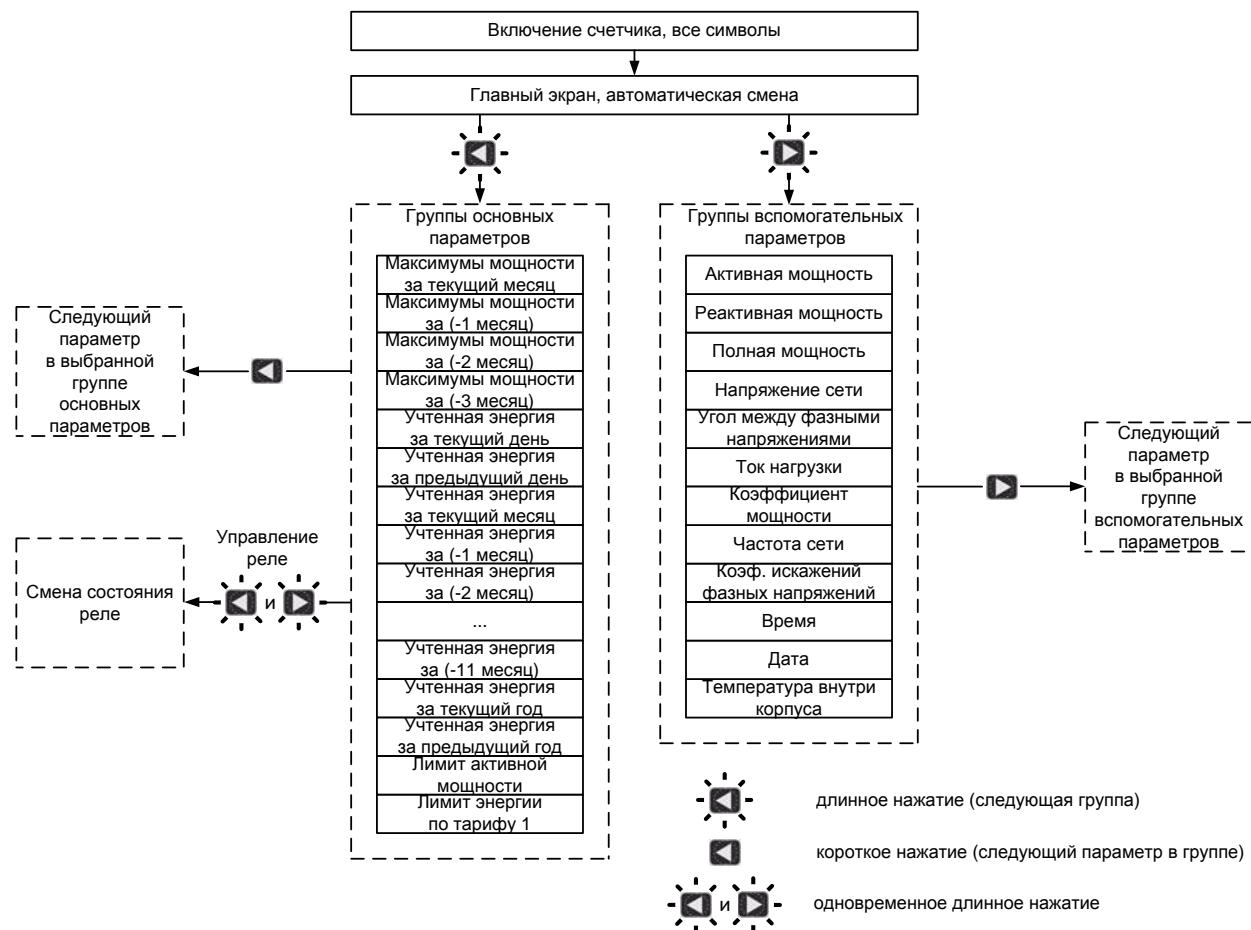 Включение счетчика, все символы
Главный экран, автоматическая смена
Группы основных
параметров
Максимумы мощности
за текущий месяц
Максимумы мощности
за (-1 месяц)
Максимумы мощности
за (-2 месяц)
Максимумы мощности
за (-3 месяц)
Учтенная энергия
за текущий день
Учтенная энергия
за предыдущий день
Учтенная энергия
за текущий месяц
Учтенная энергия
за (-1 месяц)
Учтенная энергия
за (-2 месяц)
...
Учтенная энергия
за (-11 месяц)
Учтенная энергия
за текущий год
Учтенная энергия
за предыдущий год
Лимит активной
мощности
Лимит энергии
по тарифу 1
Следующий
параметр
в выбранной
группе
основных
параметров
Управление
реле
и
Смена состояния
реле
Группы вспомогательных
параметров
Активная мощность
Реактивная мощность
Полная мощность
Напряжение сети
Угол между фазными
напряжениями
Ток нагрузки
Коэффициент
мощности
Частота сети
Коэф. искажений
фазных напряжений
Время
Дата
Температура внутри
корпуса
Следующий
параметр
в выбранной
группе
вспомогательных
параметров
длинное нажатие (следующая группа)
короткое нажатие (следующий параметр в группе)
и
одновременное длинное нажатие